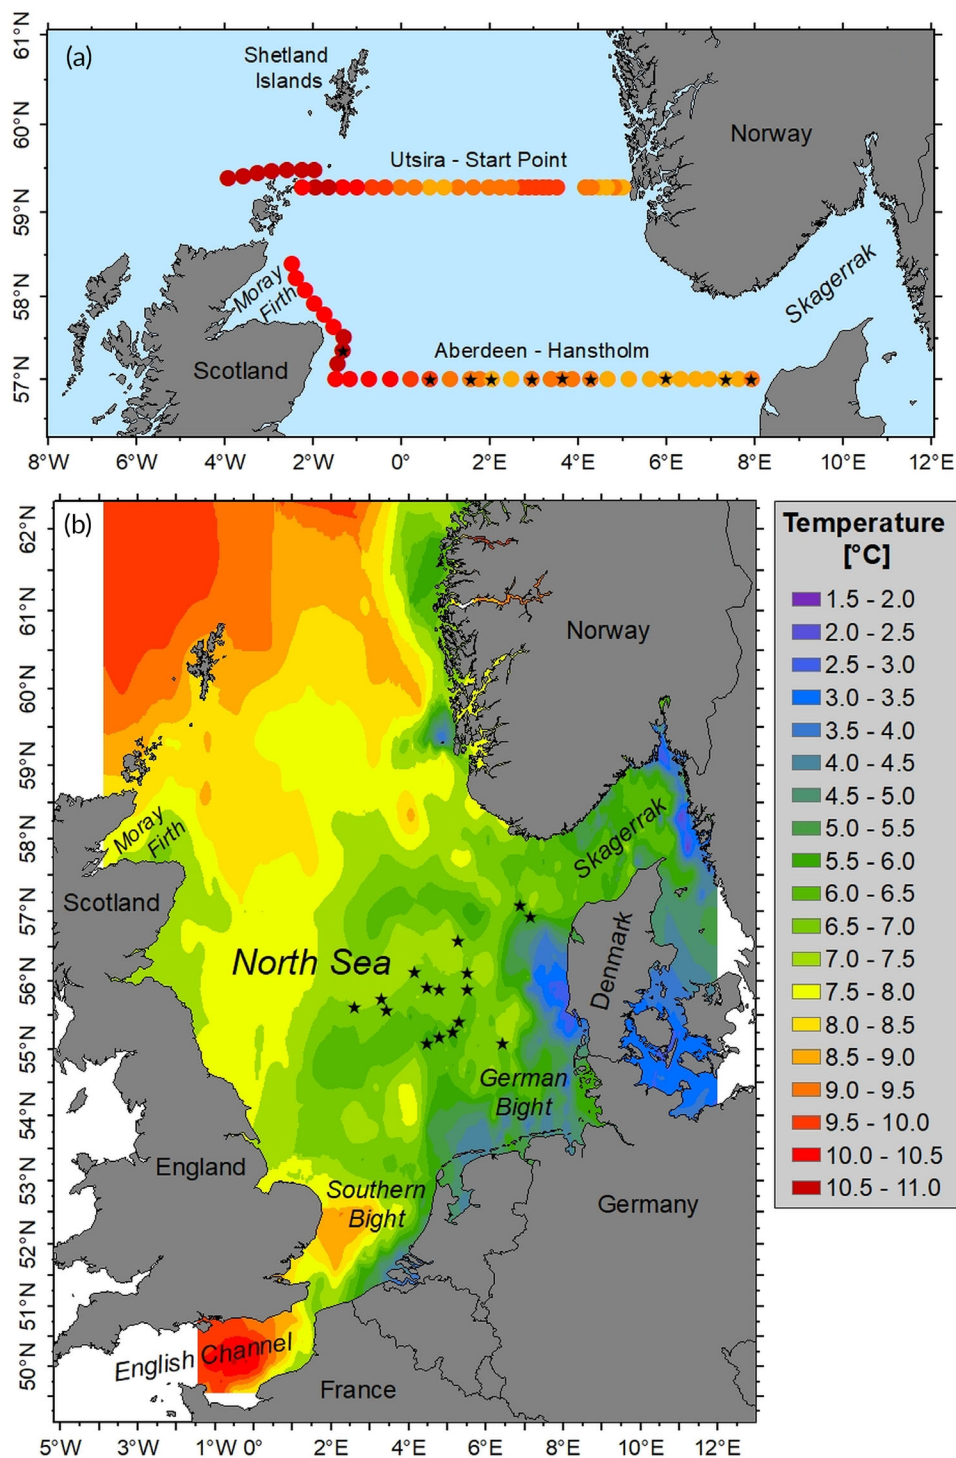 (a)
61°N
60°N
59°N
58°N
57°N
Shetland
Islands
Utsira - Start Point
Norway
Moray
Firth
Skagerrak
Aberdeen - Hanstholm
Scotland
8°W 6°W 4°W 2°W 0° 2°E 4°E 6°E 8°E 10°E 12°E
(b)
62°N
61°N
60°N
59°N
58°N
57°N
56°N
55°N
54°N
53°N
52°N
51°N
50°N
Norway
Moray
Firth
Skagerrak
Scotland
North Sea
Denmark
German
Bight
England
Southern
Bight
Germany
English Channel
France
5°W 3°W 1°W 0° 2°E 4°E 6°E 8°E 10°E 12°E
Temperature
[°C]
1.5 - 2.0
2.0 - 2.5
2.5 - 3.0
3.0 - 3.5
3.5 - 4.0
4.0 - 4.5
4.5 - 5.0
5.0 - 5.5
5.5 - 6.0
6.0 - 6.5
6.5 - 7.0
7.0 - 7.5
7.5 - 8.0
8.0 - 8.5
8.5 - 9.0
9.0 - 9.5
9.5 - 10.0
10.0 - 10.5
10.5 - 11.0